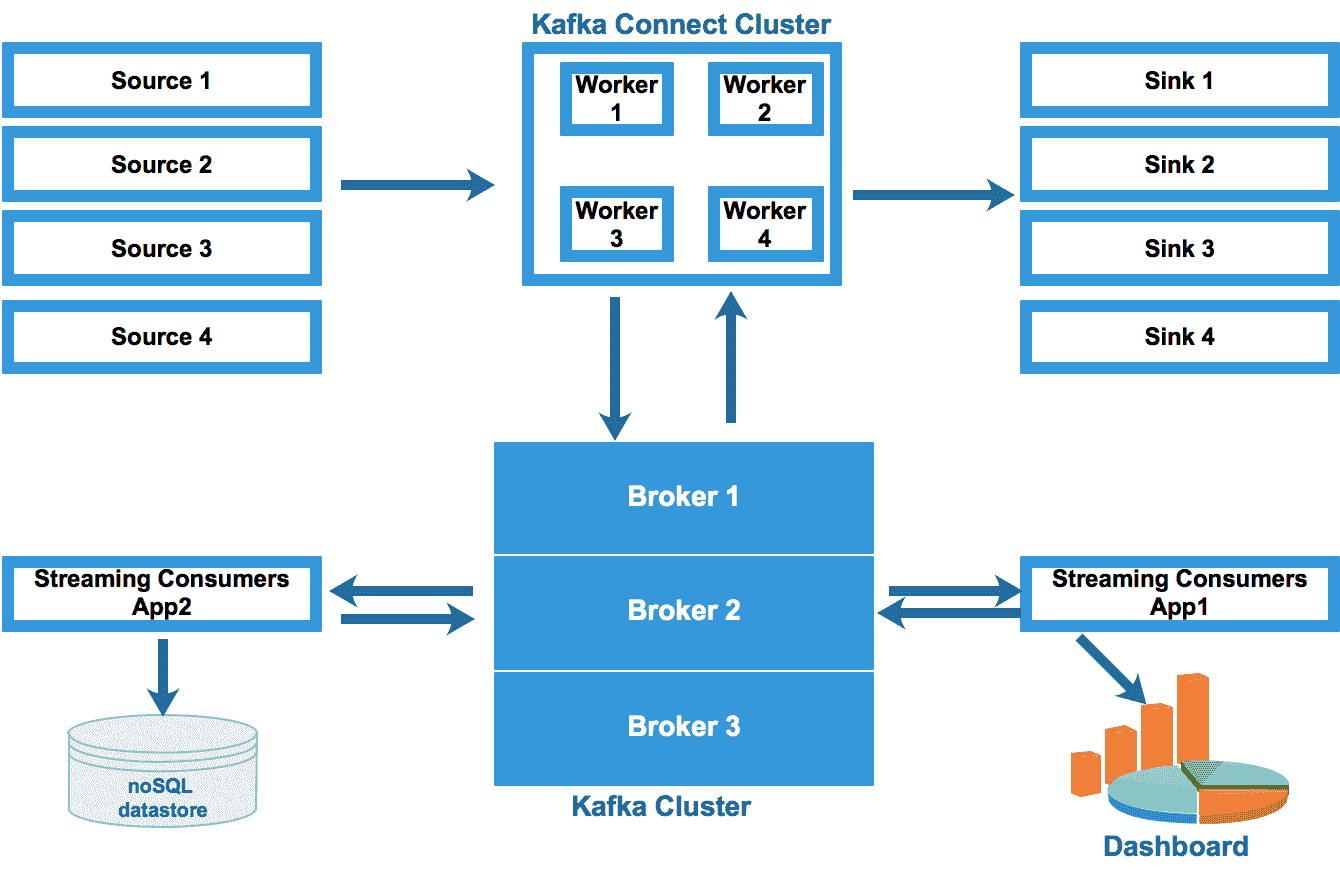 Kafka Connect Cluster
Source 1
Source 2
Source 3
Source 4
Worker
1
Worker
2
Worker
3
Worker
4
Sink 1
Sink 2
Sink 3
Sink 4
Broker 1
Broker 2
Broker 3
Kafka Cluster
Streaming Consumers
App2
noSQL
datastore
Streaming Consumers
App1
Dashboard